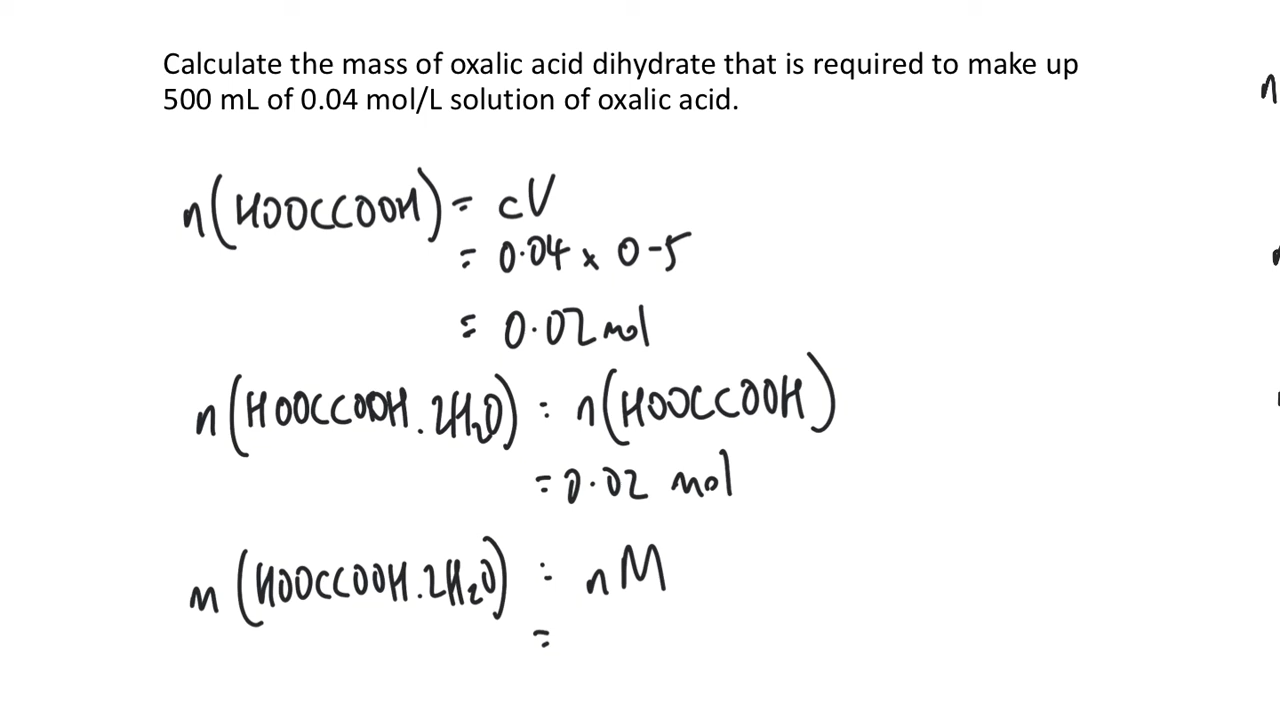 Calculate the mass of oxalic acid dihydrate that is required to make up
500 mL of 0.04 mol/L solution of oxalic acid.
n(HOOCCOOH) = cV
= 0.04 x 0.5
= 0.02 mol
n(HOOCCOOH.2H₂O) = n(HOOCCOOH)
= 0.02 mol
m(HOOCCOOH.2H₂O) = nM
=
n